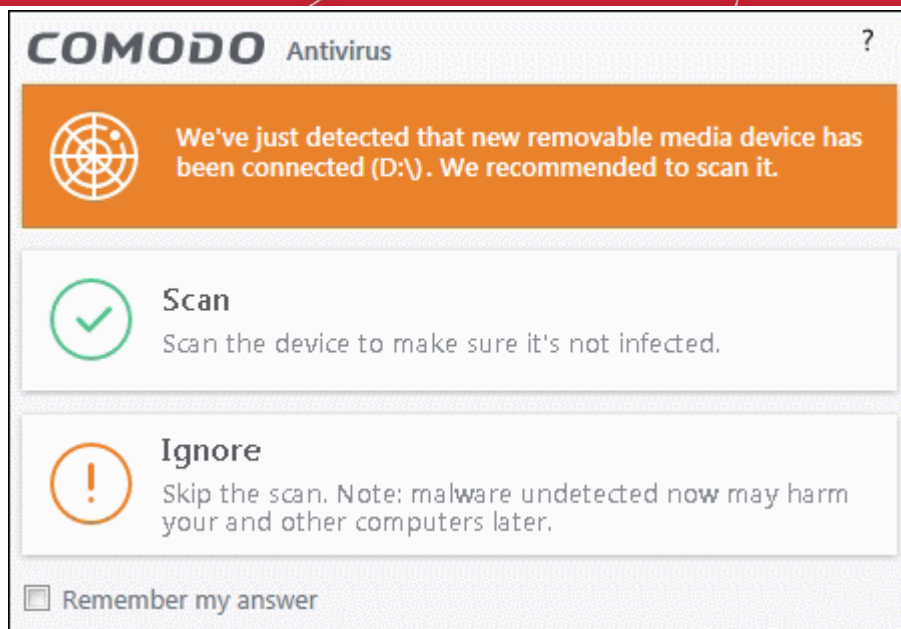 COMODO Antivirus ?
We've just detected that new removable media device has
been connected (D:\). We recommended to scan it.
Scan
Scan the device to make sure it's not infected.
Ignore
Skip the scan. Note: malware undetected now may harm
your and other computers later.
Remember my answer